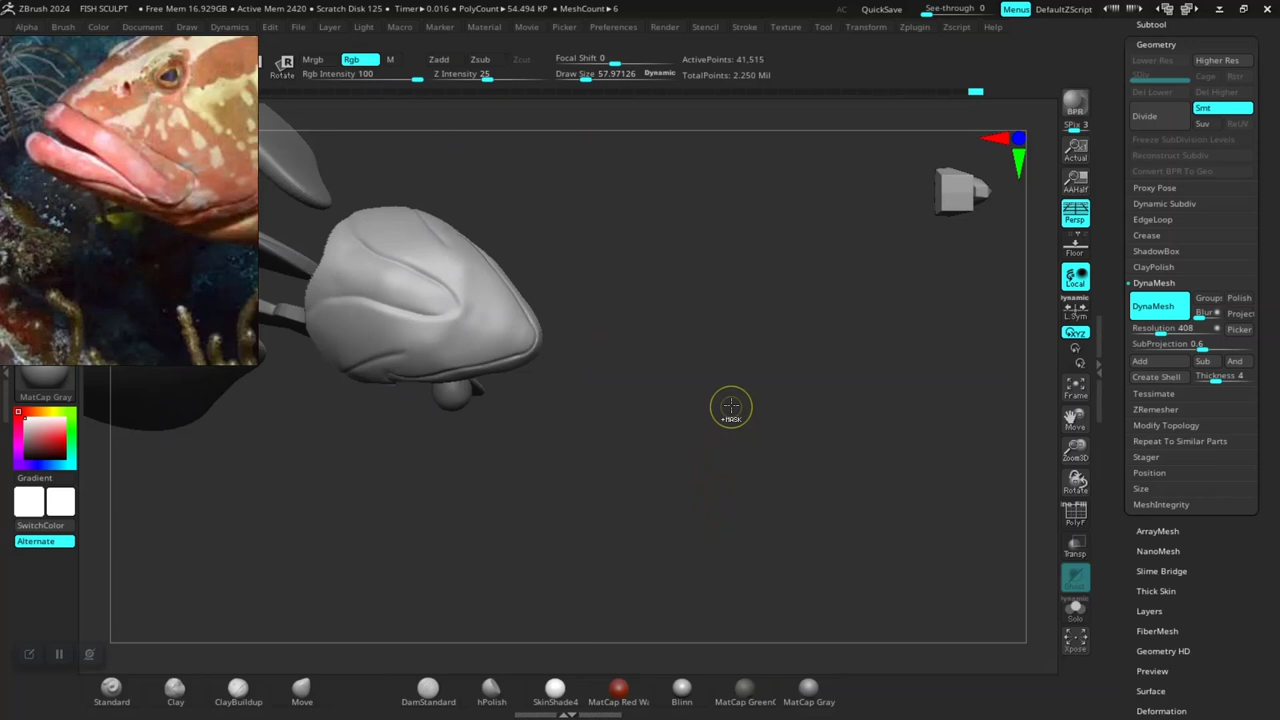 ZBrush 2024 FISH SCULPT • Free Mem 16.929GB • Active Mem 2420 • Scratch Disk 125 • Timer▸0.016 • PolyCount▸54.494 KP • MeshCount▸6 AC QuickSave See-through 0 Menus DefaultZScript
Alpha Brush Color Document Draw Dynamics Edit File Layer Light Macro Marker Material Movie Picker Preferences Render Stencil Stroke Texture Tool Transform Zplugin Zscript Help
Rotate
Mrgb Rgb M Zadd Zsub Zcut
Rgb Intensity 100 Z Intensity 25
Focal Shift 0
Draw Size 57.97126 Dynamic
ActivePoints: 41,515
TotalPoints: 2.250 Mil
+MASK
MatCap Gray
Gradient
SwitchColor
Alternate
BPR
SPix 3
Actual
AAHalf
Persp
Floor
Local
Dynamic
L.Sym
XYZ
Frame
Move
Zoom3D
Rotate
PolyF
Transp
Ghost
Dynamic
Solo
Xpose
Subtool
Geometry
Lower Res Higher Res
SDiv Cage Rstr
Del Lower Del Higher
Divide Smt
Suv ReUV
Freeze SubDivision Levels
Reconstruct Subdiv
Convert BPR To Geo
Proxy Pose
Dynamic Subdiv
EdgeLoop
Crease
ShadowBox
ClayPolish
DynaMesh
DynaMesh Groups Polish
Blur Project
Resolution 408 Picker
SubProjection 0.6
Add Sub And
Create Shell Thickness 4
Tessimate
ZRemesher
Modify Topology
Repeat To Similar Parts
Stager
Position
Size
MeshIntegrity
ArrayMesh
NanoMesh
Slime Bridge
Thick Skin
Layers
FiberMesh
Geometry HD
Preview
Surface
Deformation
Standard Clay ClayBuildup Move DamStandard hPolish SkinShade4 MatCap Red Wa Blinn MatCap GreenC MatCap Gray